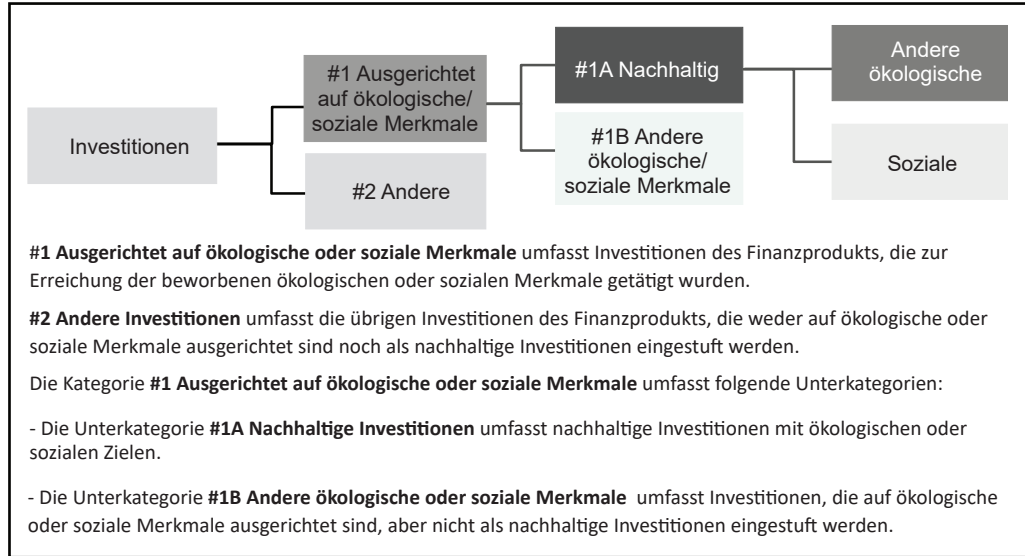 Investitionen
#1 Ausgerichtet
auf ökologische/
soziale Merkmale
#2 Andere
#1A Nachhaltig
#1B Andere
ökologische/
soziale Merkmale
Andere
ökologische
Soziale
#1 Ausgerichtet auf ökologische oder soziale Merkmale umfasst Investitionen des Finanzprodukts, die zur
Erreichung der beworbenen ökologischen oder sozialen Merkmale getätigt wurden.
#2 Andere Investitionen umfasst die übrigen Investitionen des Finanzprodukts, die weder auf ökologische oder
soziale Merkmale ausgerichtet sind noch als nachhaltige Investitionen eingestuft werden.
Die Kategorie #1 Ausgerichtet auf ökologische oder soziale Merkmale umfasst folgende Unterkategorien:
- Die Unterkategorie #1A Nachhaltige Investitionen umfasst nachhaltige Investitionen mit ökologischen oder
sozialen Zielen.
- Die Unterkategorie #1B Andere ökologische oder soziale Merkmale umfasst Investitionen, die auf ökologische
oder soziale Merkmale ausgerichtet sind, aber nicht als nachhaltige Investitionen eingestuft werden.